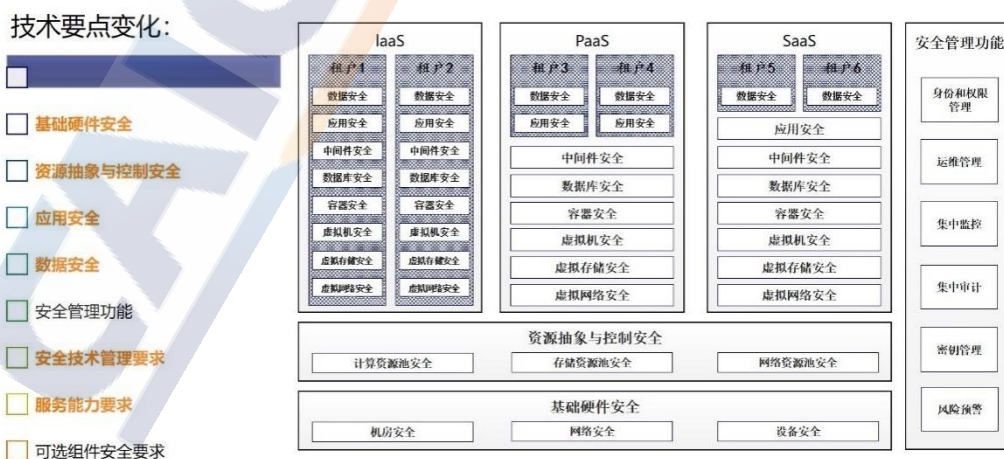 技术要点变化：
基础硬件安全
资源抽象与控制安全
应用安全
数据安全
安全管理功能
安全技术管理要求
服务能力要求
可选组件安全要求
IaaS
租户1 租户2
数据安全 数据安全
应用安全 应用安全
中间件安全 中间件安全
数据库安全 数据库安全
容器安全 容器安全
虚拟机安全 虚拟机安全
虚拟存储安全 虚拟存储安全
虚拟网络安全 虚拟网络安全
PaaS
租户3 租户4
数据安全 数据安全
应用安全 应用安全
中间件安全
数据库安全
容器安全
虚拟机安全
虚拟存储安全
虚拟网络安全
SaaS
租户5 租户6
数据安全 数据安全
应用安全
中间件安全
数据库安全
容器安全
虚拟机安全
虚拟存储安全
虚拟网络安全
资源抽象与控制安全
计算资源池安全 存储资源池安全 网络资源池安全
基础硬件安全
机房安全 网络安全 设备安全
安全管理功能
身份和权限
管理
运维管理
集中监控
集中审计
密钥管理
风险预警